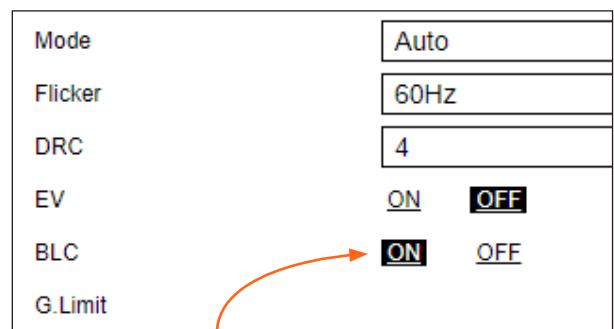 Mode Auto
Flicker 60Hz
DRC 4
EV ON OFF
BLC ON OFF
G.Limit